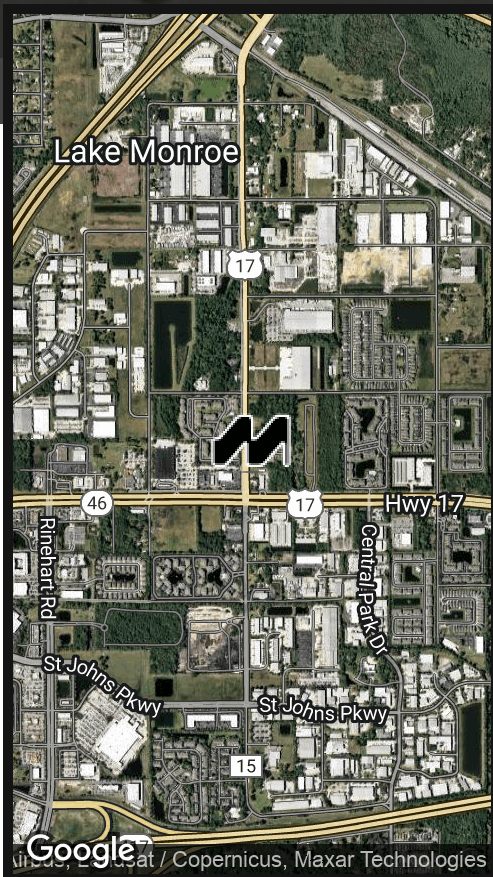 Lake Monroe
17
46
17
Hwy 17
Rinehart Rd
Central Park Dr
St Johns Pkwy
St Johns Pkwy
15
Google
Airbus, Landsat / Copernicus, Maxar Technologies